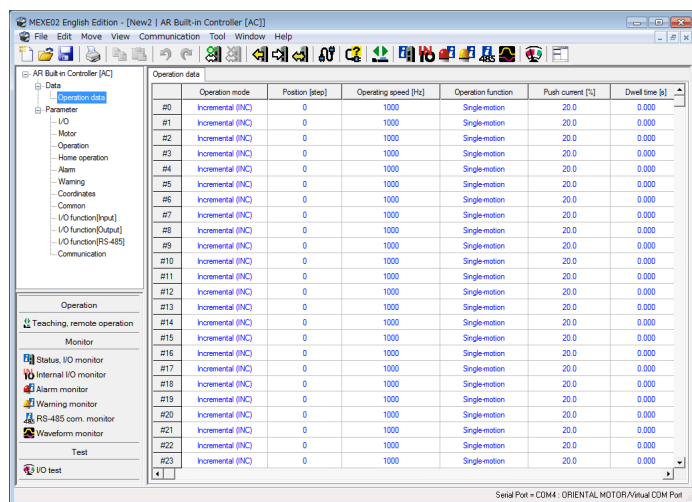 MEXE02 English Edition - [New2 | AR Built-in Controller [AC]]
File Edit Move View Communication Tool Window Help
AR Built-in Controller [AC]
Data
Operation data
Parameter
I/O
Motor
Operation
Home operation
Alarm
Warning
Coordinates
Common
I/O function[Input]
I/O function[Output]
I/O function[RS-485]
Communication
Operation
Teaching, remote operation
Monitor
Status, I/O monitor
Internal I/O monitor
Alarm monitor
Warning monitor
RS-485 com. monitor
Waveform monitor
Test
I/O test
Operation data
Operation mode Position [step] Operating speed [Hz] Operation function Push current [%] Dwell time [s]
#0 Incremental (INC) 0 1000 Single-motion 20.0 0.000
#1 Incremental (INC) 0 1000 Single-motion 20.0 0.000
#2 Incremental (INC) 0 1000 Single-motion 20.0 0.000
#3 Incremental (INC) 0 1000 Single-motion 20.0 0.000
#4 Incremental (INC) 0 1000 Single-motion 20.0 0.000
#5 Incremental (INC) 0 1000 Single-motion 20.0 0.000
#6 Incremental (INC) 0 1000 Single-motion 20.0 0.000
#7 Incremental (INC) 0 1000 Single-motion 20.0 0.000
#8 Incremental (INC) 0 1000 Single-motion 20.0 0.000
#9 Incremental (INC) 0 1000 Single-motion 20.0 0.000
#10 Incremental (INC) 0 1000 Single-motion 20.0 0.000
#11 Incremental (INC) 0 1000 Single-motion 20.0 0.000
#12 Incremental (INC) 0 1000 Single-motion 20.0 0.000
#13 Incremental (INC) 0 1000 Single-motion 20.0 0.000
#14 Incremental (INC) 0 1000 Single-motion 20.0 0.000
#15 Incremental (INC) 0 1000 Single-motion 20.0 0.000
#16 Incremental (INC) 0 1000 Single-motion 20.0 0.000
#17 Incremental (INC) 0 1000 Single-motion 20.0 0.000
#18 Incremental (INC) 0 1000 Single-motion 20.0 0.000
#19 Incremental (INC) 0 1000 Single-motion 20.0 0.000
#20 Incremental (INC) 0 1000 Single-motion 20.0 0.000
#21 Incremental (INC) 0 1000 Single-motion 20.0 0.000
#22 Incremental (INC) 0 1000 Single-motion 20.0 0.000
#23 Incremental (INC) 0 1000 Single-motion 20.0 0.000
Serial Port = COM4 : ORIENTAL MOTOR/Virtual COM Port